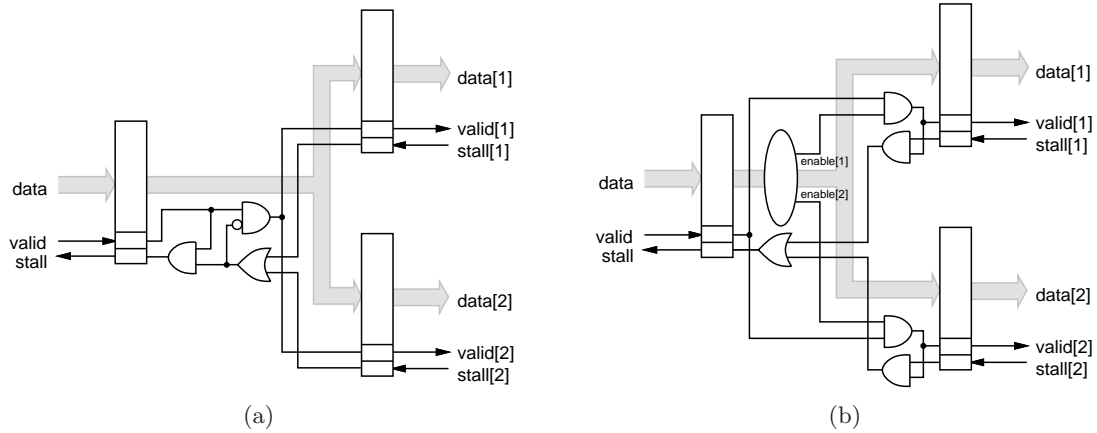 data[1]
valid[1]
stall[1]
data
valid
stall
data[2]
valid[2]
stall[2]
(a)
data[1]
valid[1]
stall[1]
enable[1]
data
enable[2]
valid
stall
data[2]
valid[2]
stall[2]
(b)